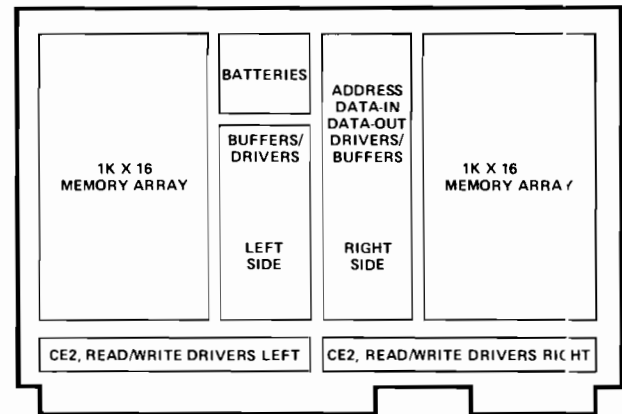 1K X 16
MEMORY ARRAY
BATTERIES
BUFFERS/
DRIVERS
LEFT
SIDE
ADDRESS
DATA-IN
DATA-OUT
DRIVERS/
BUFFERS
RIGHT
SIDE
1K X 16
MEMORY ARRAY
CE2, READ/WRITE DRIVERS LEFT
CE2, READ/WRITE DRIVERS RIGHT